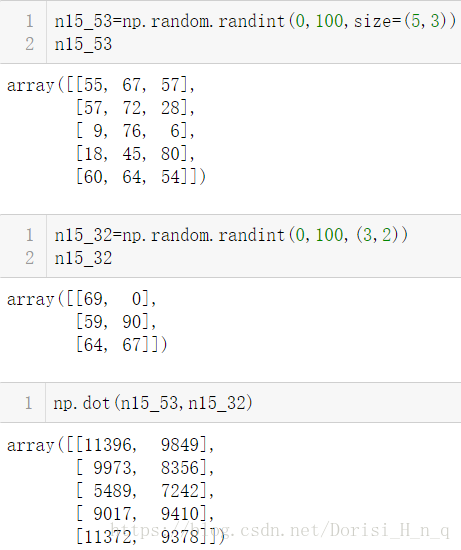 1 n15_53=np.random.randint(0,100,size=(5,3))
2 n15_53
array([[55, 67, 57],
[57, 72, 28],
[ 9, 76, 6],
[18, 45, 80],
[60, 64, 54]])
1 n15_32=np.random.randint(0,100,(3,2))
2 n15_32
array([[69, 0],
[59, 90],
[64, 67]])
1 np.dot(n15_53,n15_32)
array([[11396, 9849],
[ 9973, 8356],
[ 5489, 7242],
[ 9017, 9410],
[11372, 9378]])
https://blog.csdn.net/Dorisi_H_n_q